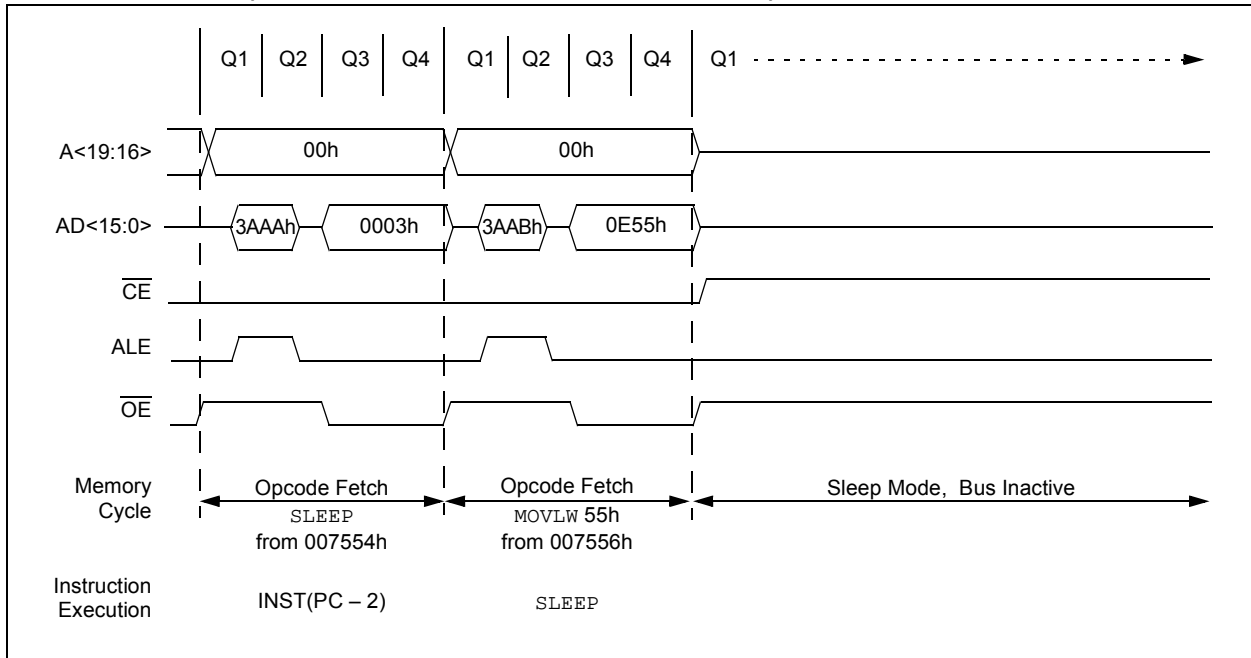 Q1 Q2 Q3 Q4 Q1 Q2 Q3 Q4 Q1
A<19:16> 00h 00h
AD<15:0> 3AAAh 0003h 3AABh 0E55h
CE
ALE
OE
Memory Cycle
Opcode Fetch
SLEEP
from 007554h
Opcode Fetch
MOVLW 55h
from 007556h
Sleep Mode, Bus Inactive
Instruction Execution
INST(PC – 2)
SLEEP